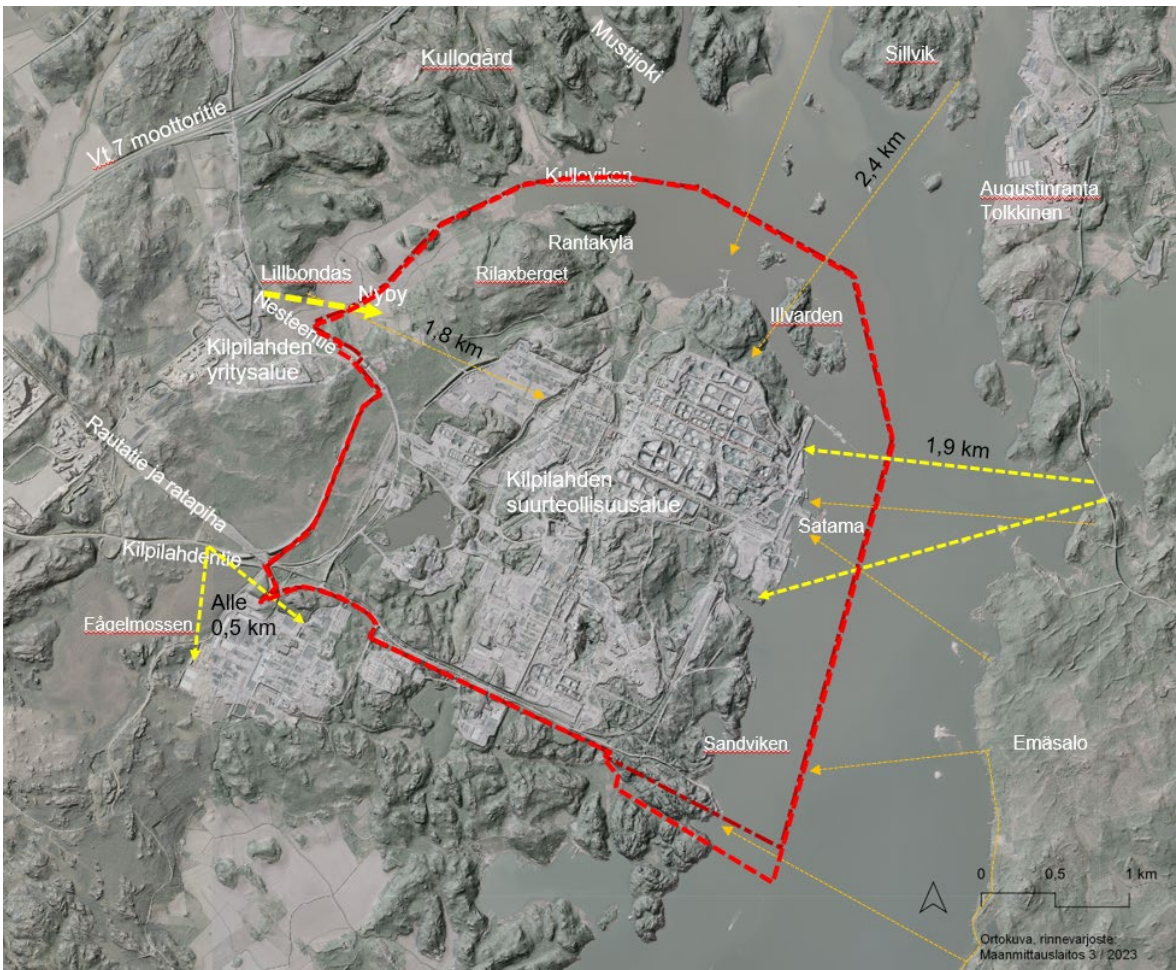 Mustijoki
Kullogård
Sillvik
Vt 7 moottoritie
2,4 km
Kulloviken
Augustinranta
Tolkkinen
Rantakylä
Lillbondas
Rilaxberget
Nyby
Illvarden
Nesteentie
1,8 km
Kilpilahden
yritysalue
Rautatie ja ratapiha
1,9 km
Kilpilahden
suurteollisuusalue
Satama
Kilpilahdentie
Alle
0,5 km
Fågelmossen
Sandviken
Emäsalo
0 0,5 1 km
Ortokuva, rinnevarjoste:
Maanmittauslaitos 3 / 2023